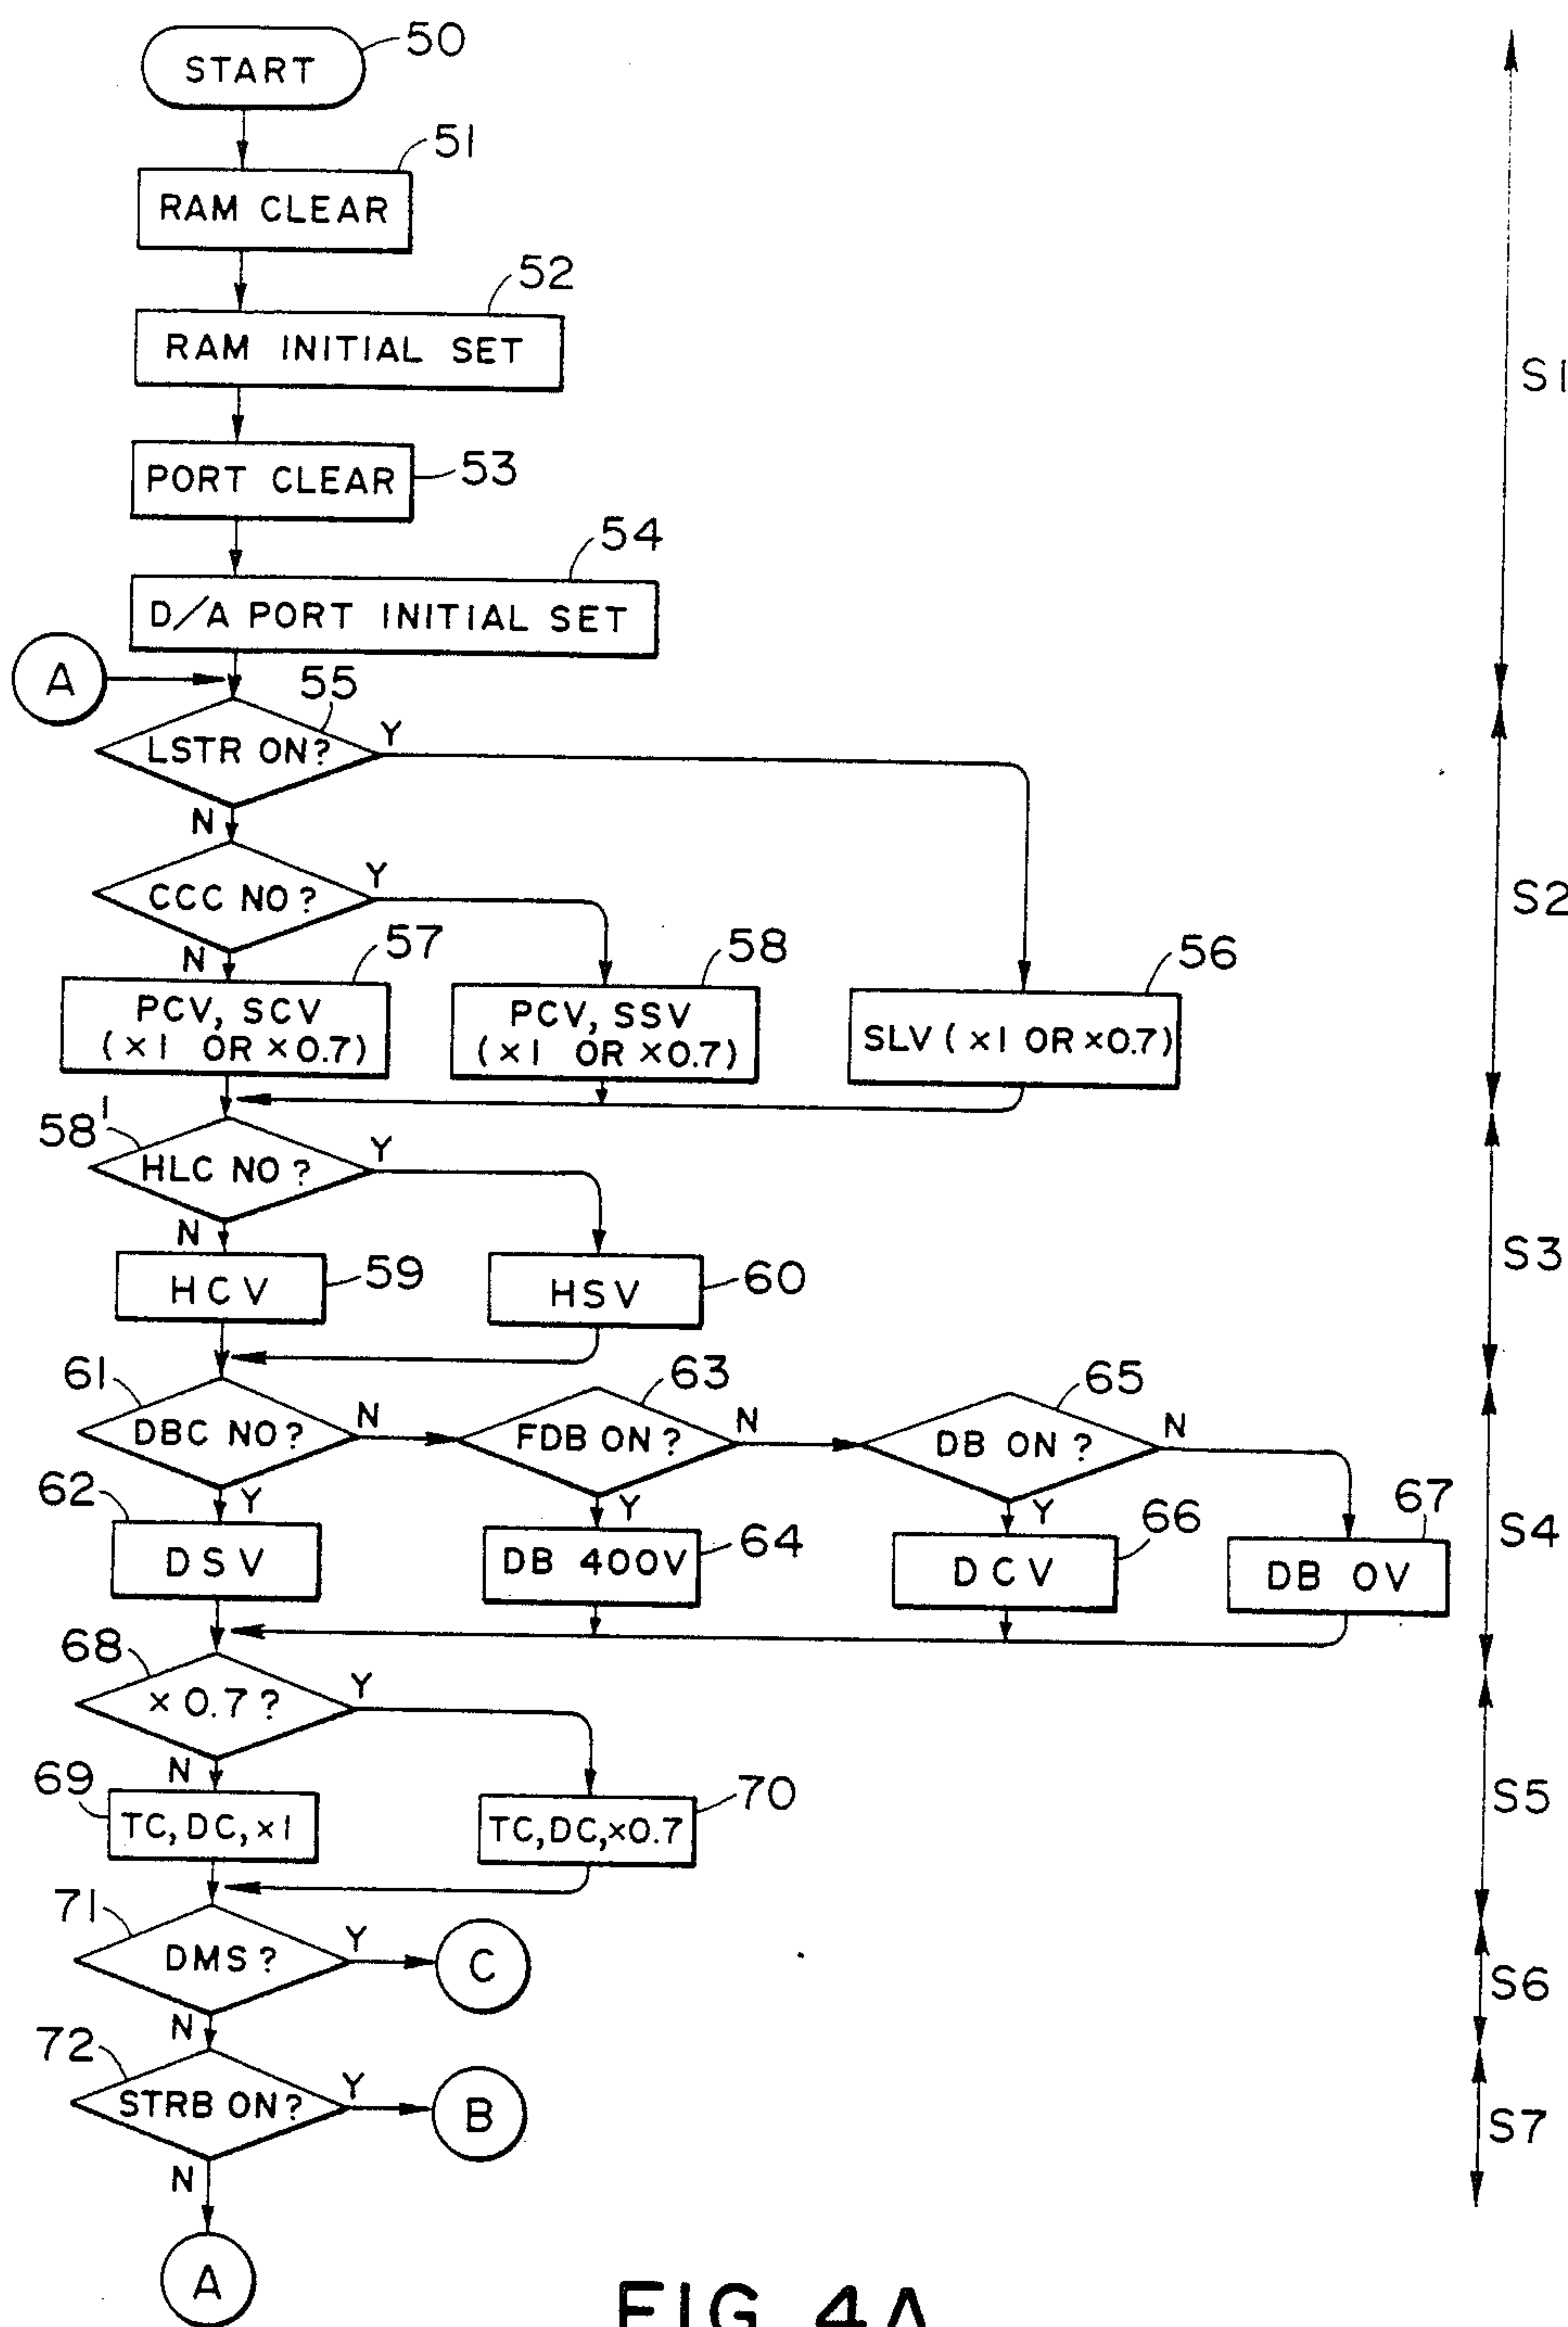 50
START
51
RAM CLEAR
52
RAM INITIAL SET
S1
53
PORT CLEAR
54
D/A PORT INITIAL SET
A
55
LSTR ON?
Y
N
CCC NO?
Y
S2
N
57
58
56
PCV, SCV
(×1 OR ×0.7)
PCV, SSV
(×1 OR ×0.7)
SLV (×1 OR ×0.7)
58'
HLC NO?
Y
N
S3
HCV
59
HSV
60
61
DBC NO?
N
63
FDB ON?
N
65
DB ON?
N
S4
62
Y
DSV
Y
DB 400V
64
Y
DCV
66
67
DB 0V
68
×0.7?
Y
N
S5
69
TC, DC, ×1
70
TC, DC, ×0.7
71
DMS?
Y
C
S6
N
72
STRB ON?
Y
B
S7
N
A
FIG. 4A